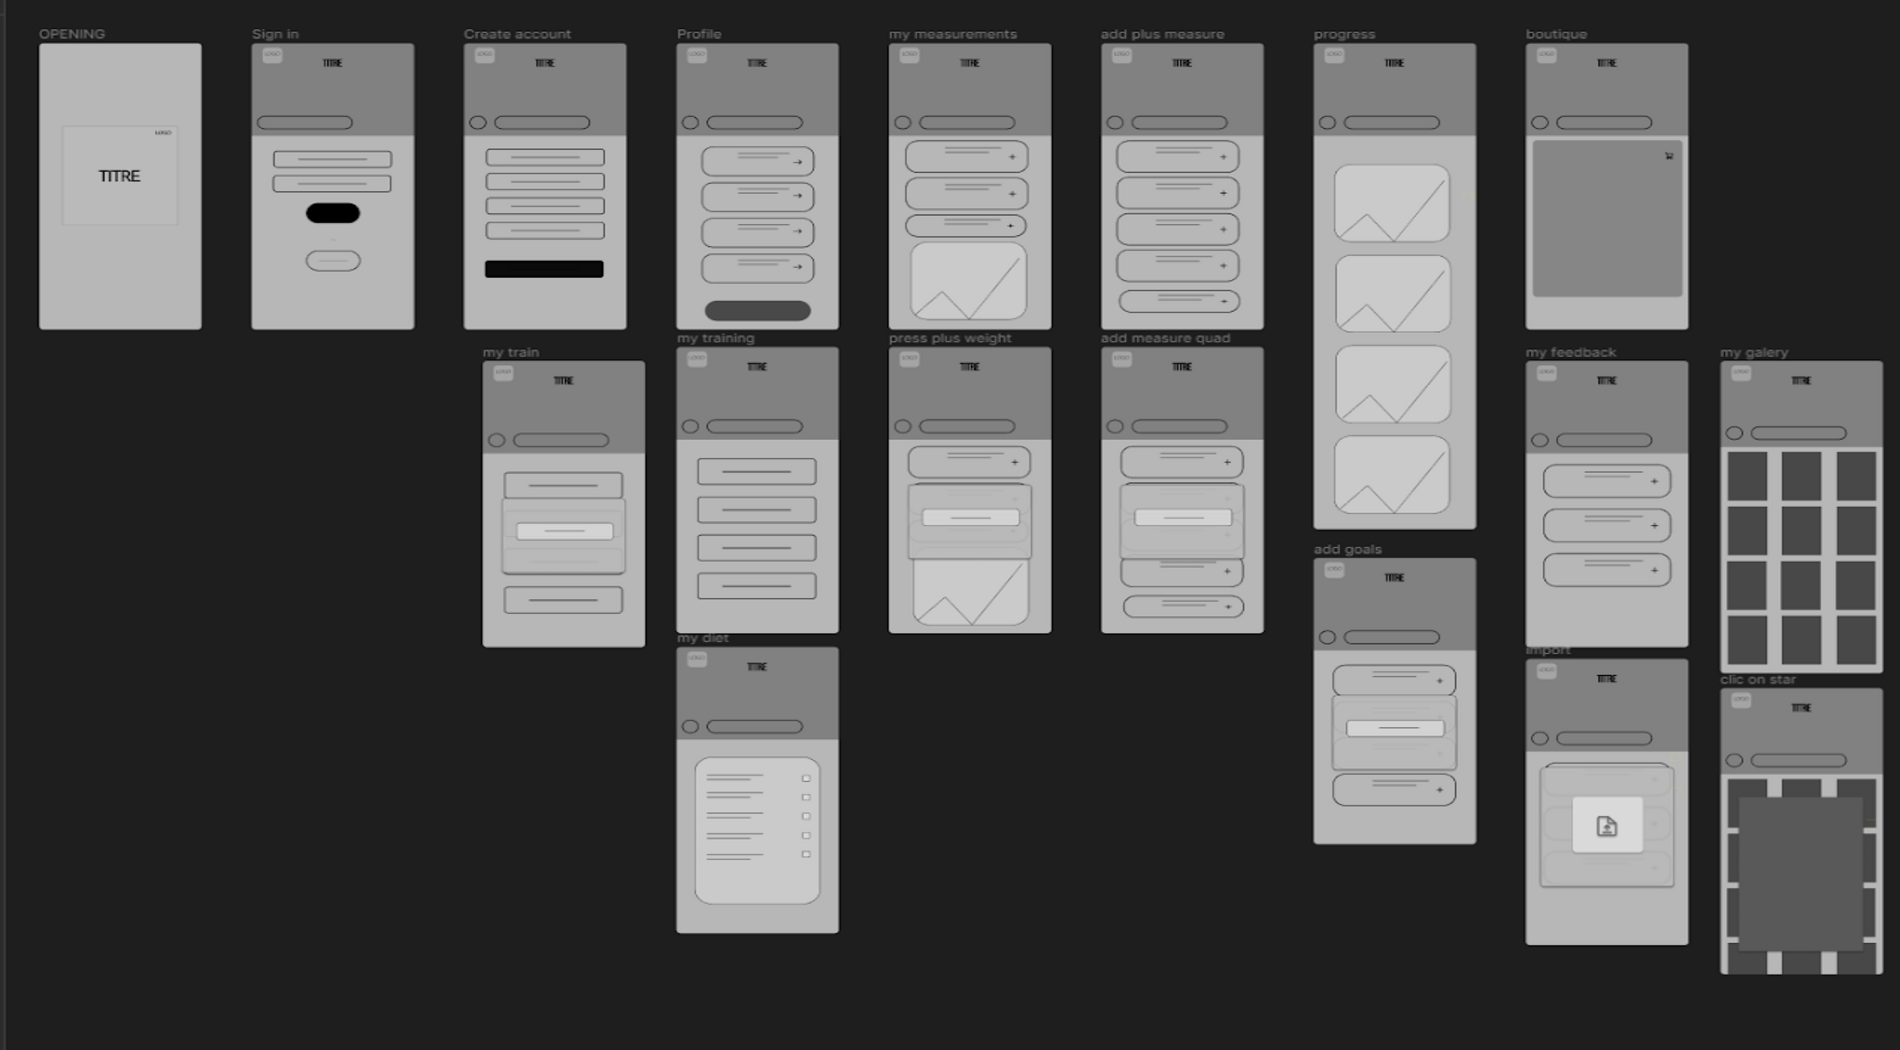 OPENING
Sign in
Create account
Profile
my measurements
add plus measure
progress
boutique
LOGO
TITRE
LOGO
TITRE
LOGO
TITRE
LOGO
TITRE
LOGO
TITRE
LOGO
TITRE
LOGO
TITRE
LOGO
TITRE
my train
my training
press plus weight
add measure quad
my feedback
my galery
LOGO
TITRE
LOGO
TITRE
LOGO
TITRE
LOGO
TITRE
LOGO
TITRE
LOGO
TITRE
add goals
LOGO
TITRE
my diet
LOGO
TITRE
import
LOGO
TITRE
clic on star
LOGO
TITRE